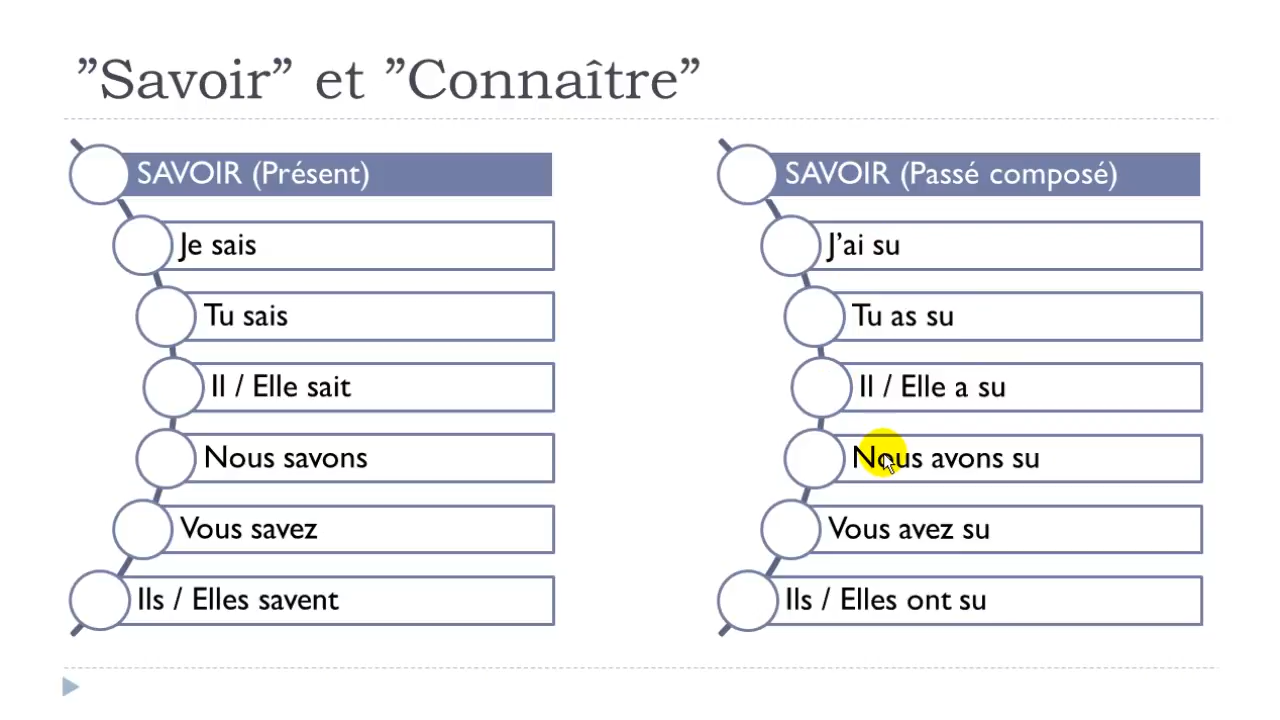 ”Savoir” et ”Connaître”
SAVOIR (Présent)
Je sais
Tu sais
Il / Elle sait
Nous savons
Vous savez
Ils / Elles savent
SAVOIR (Passé composé)
J’ai su
Tu as su
Il / Elle a su
Nous avons su
Vous avez su
Ils / Elles ont su